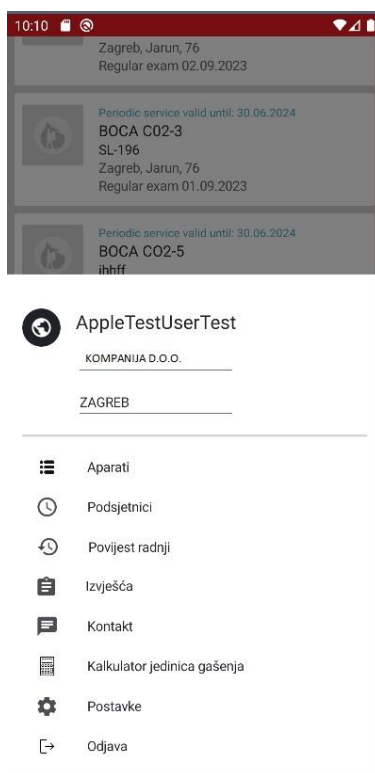 10:10
Zagreb, Jarun, 76
Regular exam 02.09.2023
Periodic service valid until: 30.06.2024
BOCA C02-3
SL-196
Zagreb, Jarun, 76
Regular exam 01.09.2023
Periodic service valid until: 30.06.2024
BOCA CO2-5
ihhff
AppleTestUserTest
KOMPANIJA D.O.O.
ZAGREB
Aparati
Podsjetnici
Povijest radnji
Izvješća
Kontakt
Kalkulator jedinica gašenja
Postavke
Odjava